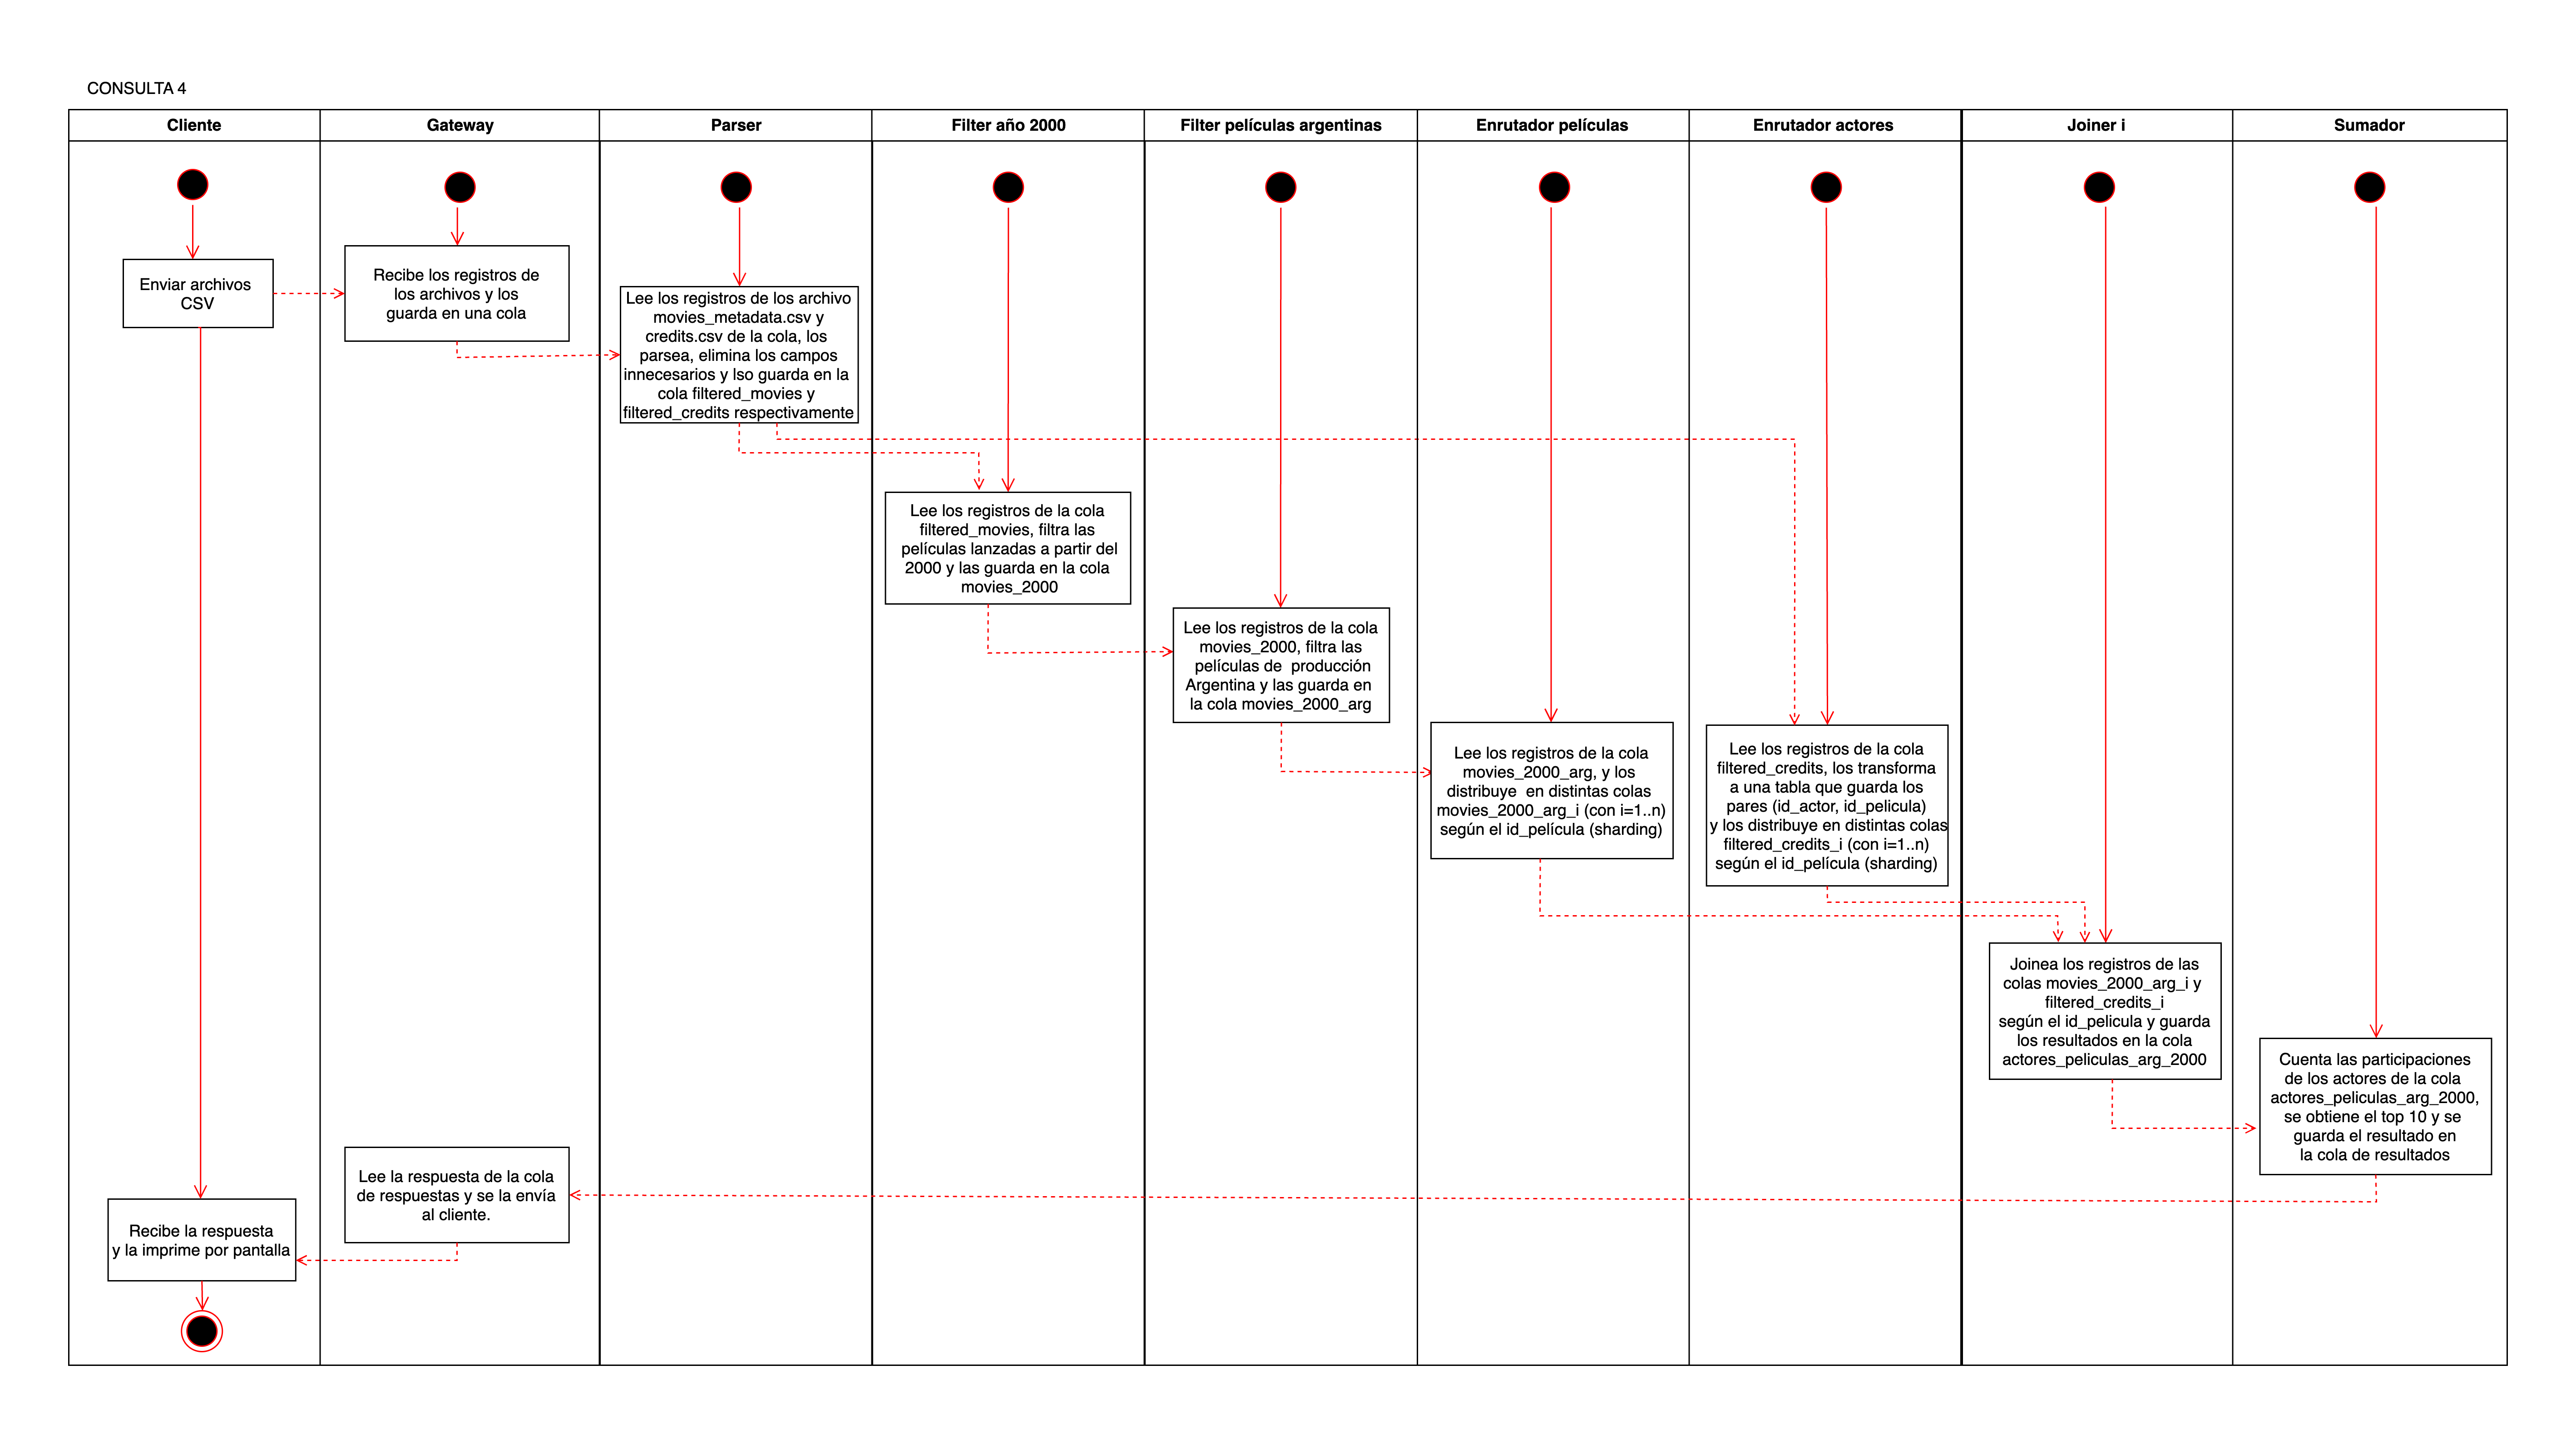 CONSULTA 4
Cliente
Gateway
Parser
Filter año 2000
Filter películas argentinas
Enrutador películas
Enrutador actores
Joiner i
Sumador
Enviar archivos
CSV
Recibe los registros de
los archivos y los
guarda en una cola
Lee los registros de los archivo
movies_metadata.csv y
credits.csv de la cola, los
parsea, elimina los campos
innecesarios y lso guarda en la
cola filtered_movies y
filtered_credits respectivamente
Lee los registros de la cola
filtered_movies, filtra las
películas lanzadas a partir del
2000 y las guarda en la cola
movies_2000
Lee los registros de la cola
movies_2000, filtra las
películas de producción
Argentina y las guarda en
la cola movies_2000_arg
Lee los registros de la cola
movies_2000_arg, y los
distribuye en distintas colas
movies_2000_arg_i (con i=1..n)
según el id_película (sharding)
Lee los registros de la cola
filtered_credits, los transforma
a una tabla que guarda los
pares (id_actor, id_pelicula)
y los distribuye en distintas colas
filtered_credits_i (con i=1..n)
según el id_película (sharding)
Joinea los registros de las
colas movies_2000_arg_i y
filtered_credits_i
según el id_pelicula y guarda
los resultados en la cola
actores_peliculas_arg_2000
Cuenta las participaciones
de los actores de la cola
actores_peliculas_arg_2000,
se obtiene el top 10 y se
guarda el resultado en
la cola de resultados
Lee la respuesta de la cola
de respuestas y se la envía
al cliente.
Recibe la respuesta
y la imprime por pantalla